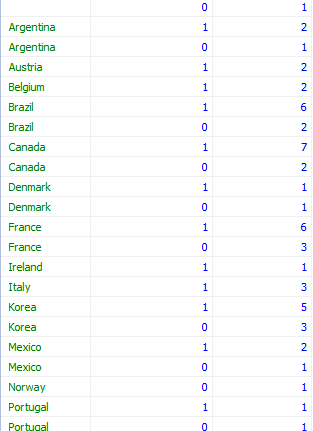 0 1
Argentina 1 2
Argentina 0 1
Austria 1 2
Belgium 1 2
Brazil 1 6
Brazil 0 2
Canada 1 7
Canada 0 2
Denmark 1 1
Denmark 0 1
France 1 6
France 0 3
Ireland 1 1
Italy 1 3
Korea 1 5
Korea 0 3
Mexico 1 2
Mexico 0 1
Norway 0 1
Portugal 1 1
Portugal 0 1